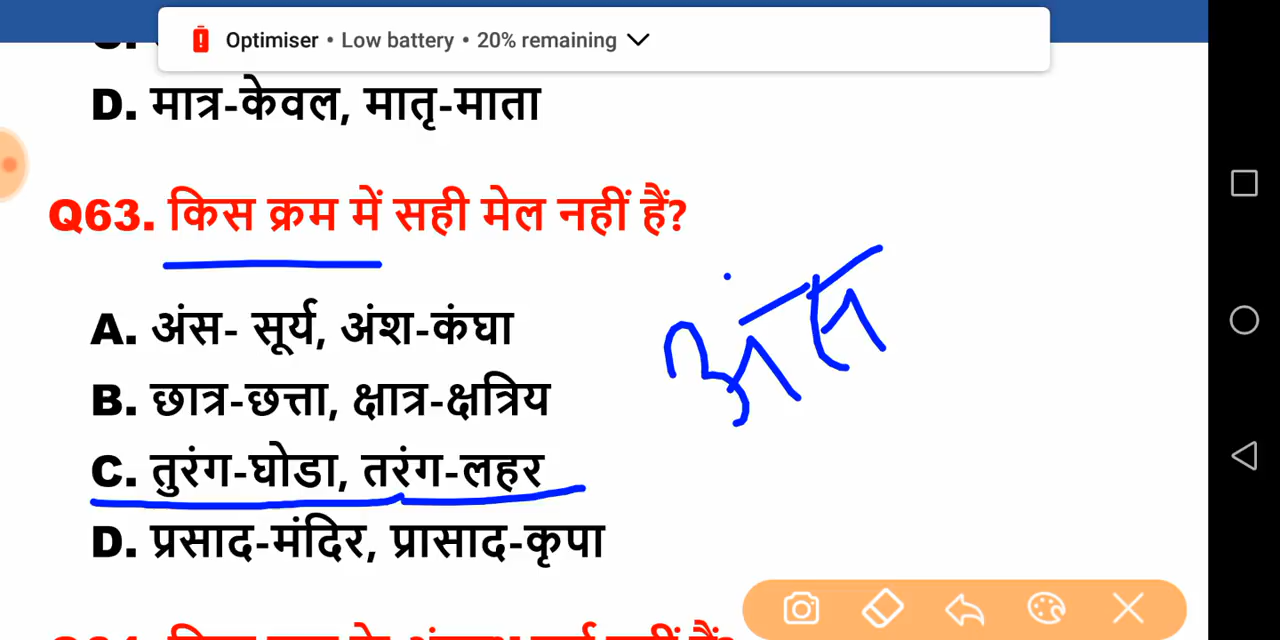 Optimiser • Low battery • 20% remaining
D. मात्र-केवल, मातृ-माता
Q63. किस क्रम में सही मेल नहीं हैं?
A. अंस- सूर्य, अंश-कंघा
B. छात्र-छत्ता, क्षात्र-क्षत्रिय
C. तुरंग-घोडा, तरंग-लहर
D. प्रसाद-मंदिर, प्रासाद-कृपा